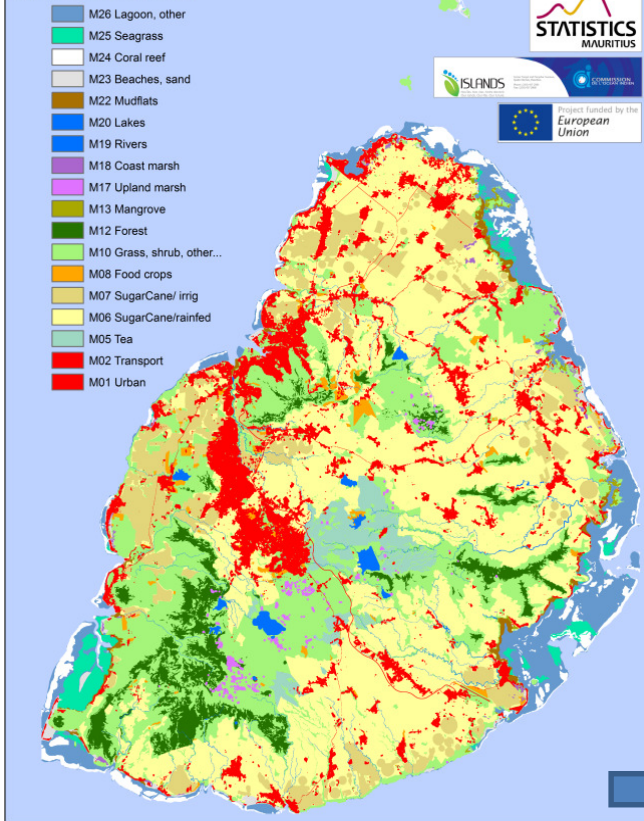 M26 Lagoon, other
M25 Seagrass
M24 Coral reef
M23 Beaches, sand
M22 Mudflats
M20 Lakes
M19 Rivers
M18 Coast marsh
M17 Upland marsh
M13 Mangrove
M12 Forest
M10 Grass, shrub, other...
M08 Food crops
M07 SugarCane/ irrig
M06 SugarCane/rainfed
M05 Tea
M02 Transport
M01 Urban
STATISTICS
MAURITIUS
ISLANDS
COMMISSION
DE L'OCÉAN INDIEN
Project funded by the
European
Union